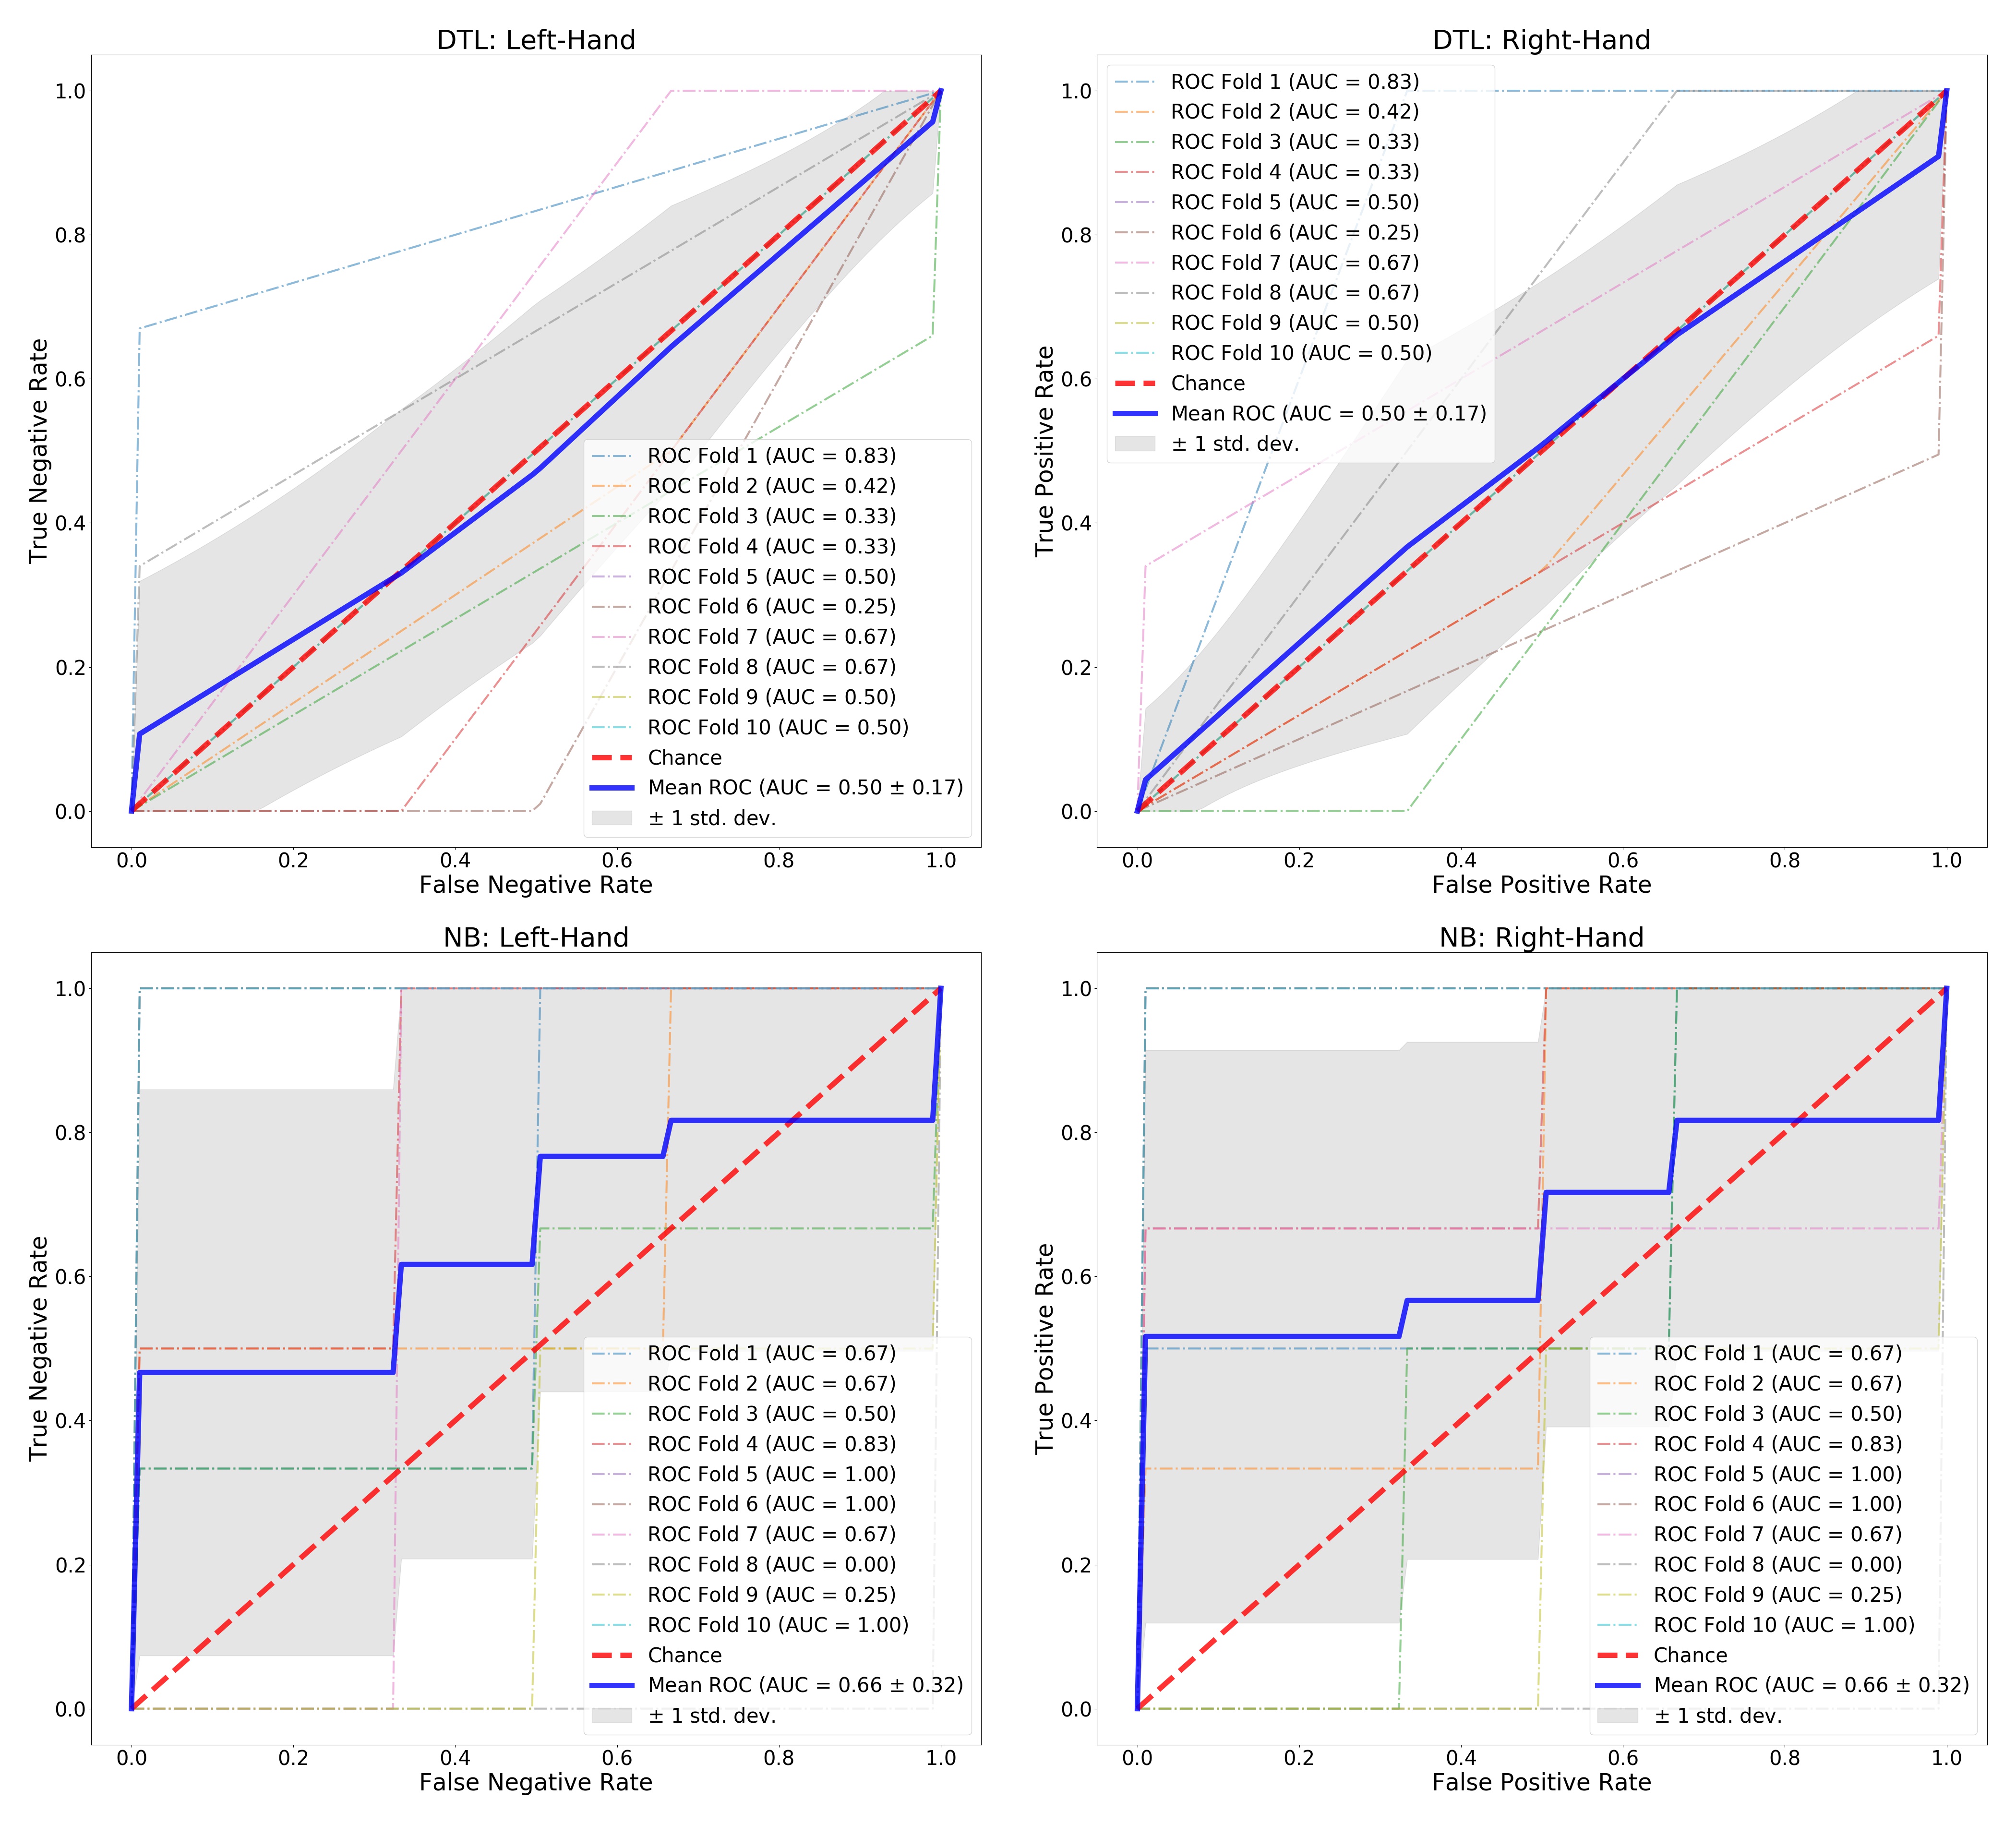 DTL: Left-Hand
True Negative Rate
1.0
0.8
0.6
0.4
0.2
0.0
ROC Fold 1 (AUC = 0.83)
ROC Fold 2 (AUC = 0.42)
ROC Fold 3 (AUC = 0.33)
ROC Fold 4 (AUC = 0.33)
ROC Fold 5 (AUC = 0.50)
ROC Fold 6 (AUC = 0.25)
ROC Fold 7 (AUC = 0.67)
ROC Fold 8 (AUC = 0.67)
ROC Fold 9 (AUC = 0.50)
ROC Fold 10 (AUC = 0.50)
Chance
Mean ROC (AUC = 0.50 ± 0.17)
± 1 std. dev.
0.0 0.2 0.4 0.6 0.8 1.0
False Negative Rate
DTL: Right-Hand
True Positive Rate
1.0
0.8
0.6
0.4
0.2
0.0
ROC Fold 1 (AUC = 0.83)
ROC Fold 2 (AUC = 0.42)
ROC Fold 3 (AUC = 0.33)
ROC Fold 4 (AUC = 0.33)
ROC Fold 5 (AUC = 0.50)
ROC Fold 6 (AUC = 0.25)
ROC Fold 7 (AUC = 0.67)
ROC Fold 8 (AUC = 0.67)
ROC Fold 9 (AUC = 0.50)
ROC Fold 10 (AUC = 0.50)
Chance
Mean ROC (AUC = 0.50 ± 0.17)
± 1 std. dev.
0.0 0.2 0.4 0.6 0.8 1.0
False Positive Rate
NB: Left-Hand
True Negative Rate
1.0
0.8
0.6
0.4
0.2
0.0
ROC Fold 1 (AUC = 0.67)
ROC Fold 2 (AUC = 0.67)
ROC Fold 3 (AUC = 0.50)
ROC Fold 4 (AUC = 0.83)
ROC Fold 5 (AUC = 1.00)
ROC Fold 6 (AUC = 1.00)
ROC Fold 7 (AUC = 0.67)
ROC Fold 8 (AUC = 0.00)
ROC Fold 9 (AUC = 0.25)
ROC Fold 10 (AUC = 1.00)
Chance
Mean ROC (AUC = 0.66 ± 0.32)
± 1 std. dev.
0.0 0.2 0.4 0.6 0.8 1.0
False Negative Rate
NB: Right-Hand
True Positive Rate
1.0
0.8
0.6
0.4
0.2
0.0
ROC Fold 1 (AUC = 0.67)
ROC Fold 2 (AUC = 0.67)
ROC Fold 3 (AUC = 0.50)
ROC Fold 4 (AUC = 0.83)
ROC Fold 5 (AUC = 1.00)
ROC Fold 6 (AUC = 1.00)
ROC Fold 7 (AUC = 0.67)
ROC Fold 8 (AUC = 0.00)
ROC Fold 9 (AUC = 0.25)
ROC Fold 10 (AUC = 1.00)
Chance
Mean ROC (AUC = 0.66 ± 0.32)
± 1 std. dev.
0.0 0.2 0.4 0.6 0.8 1.0
False Positive Rate